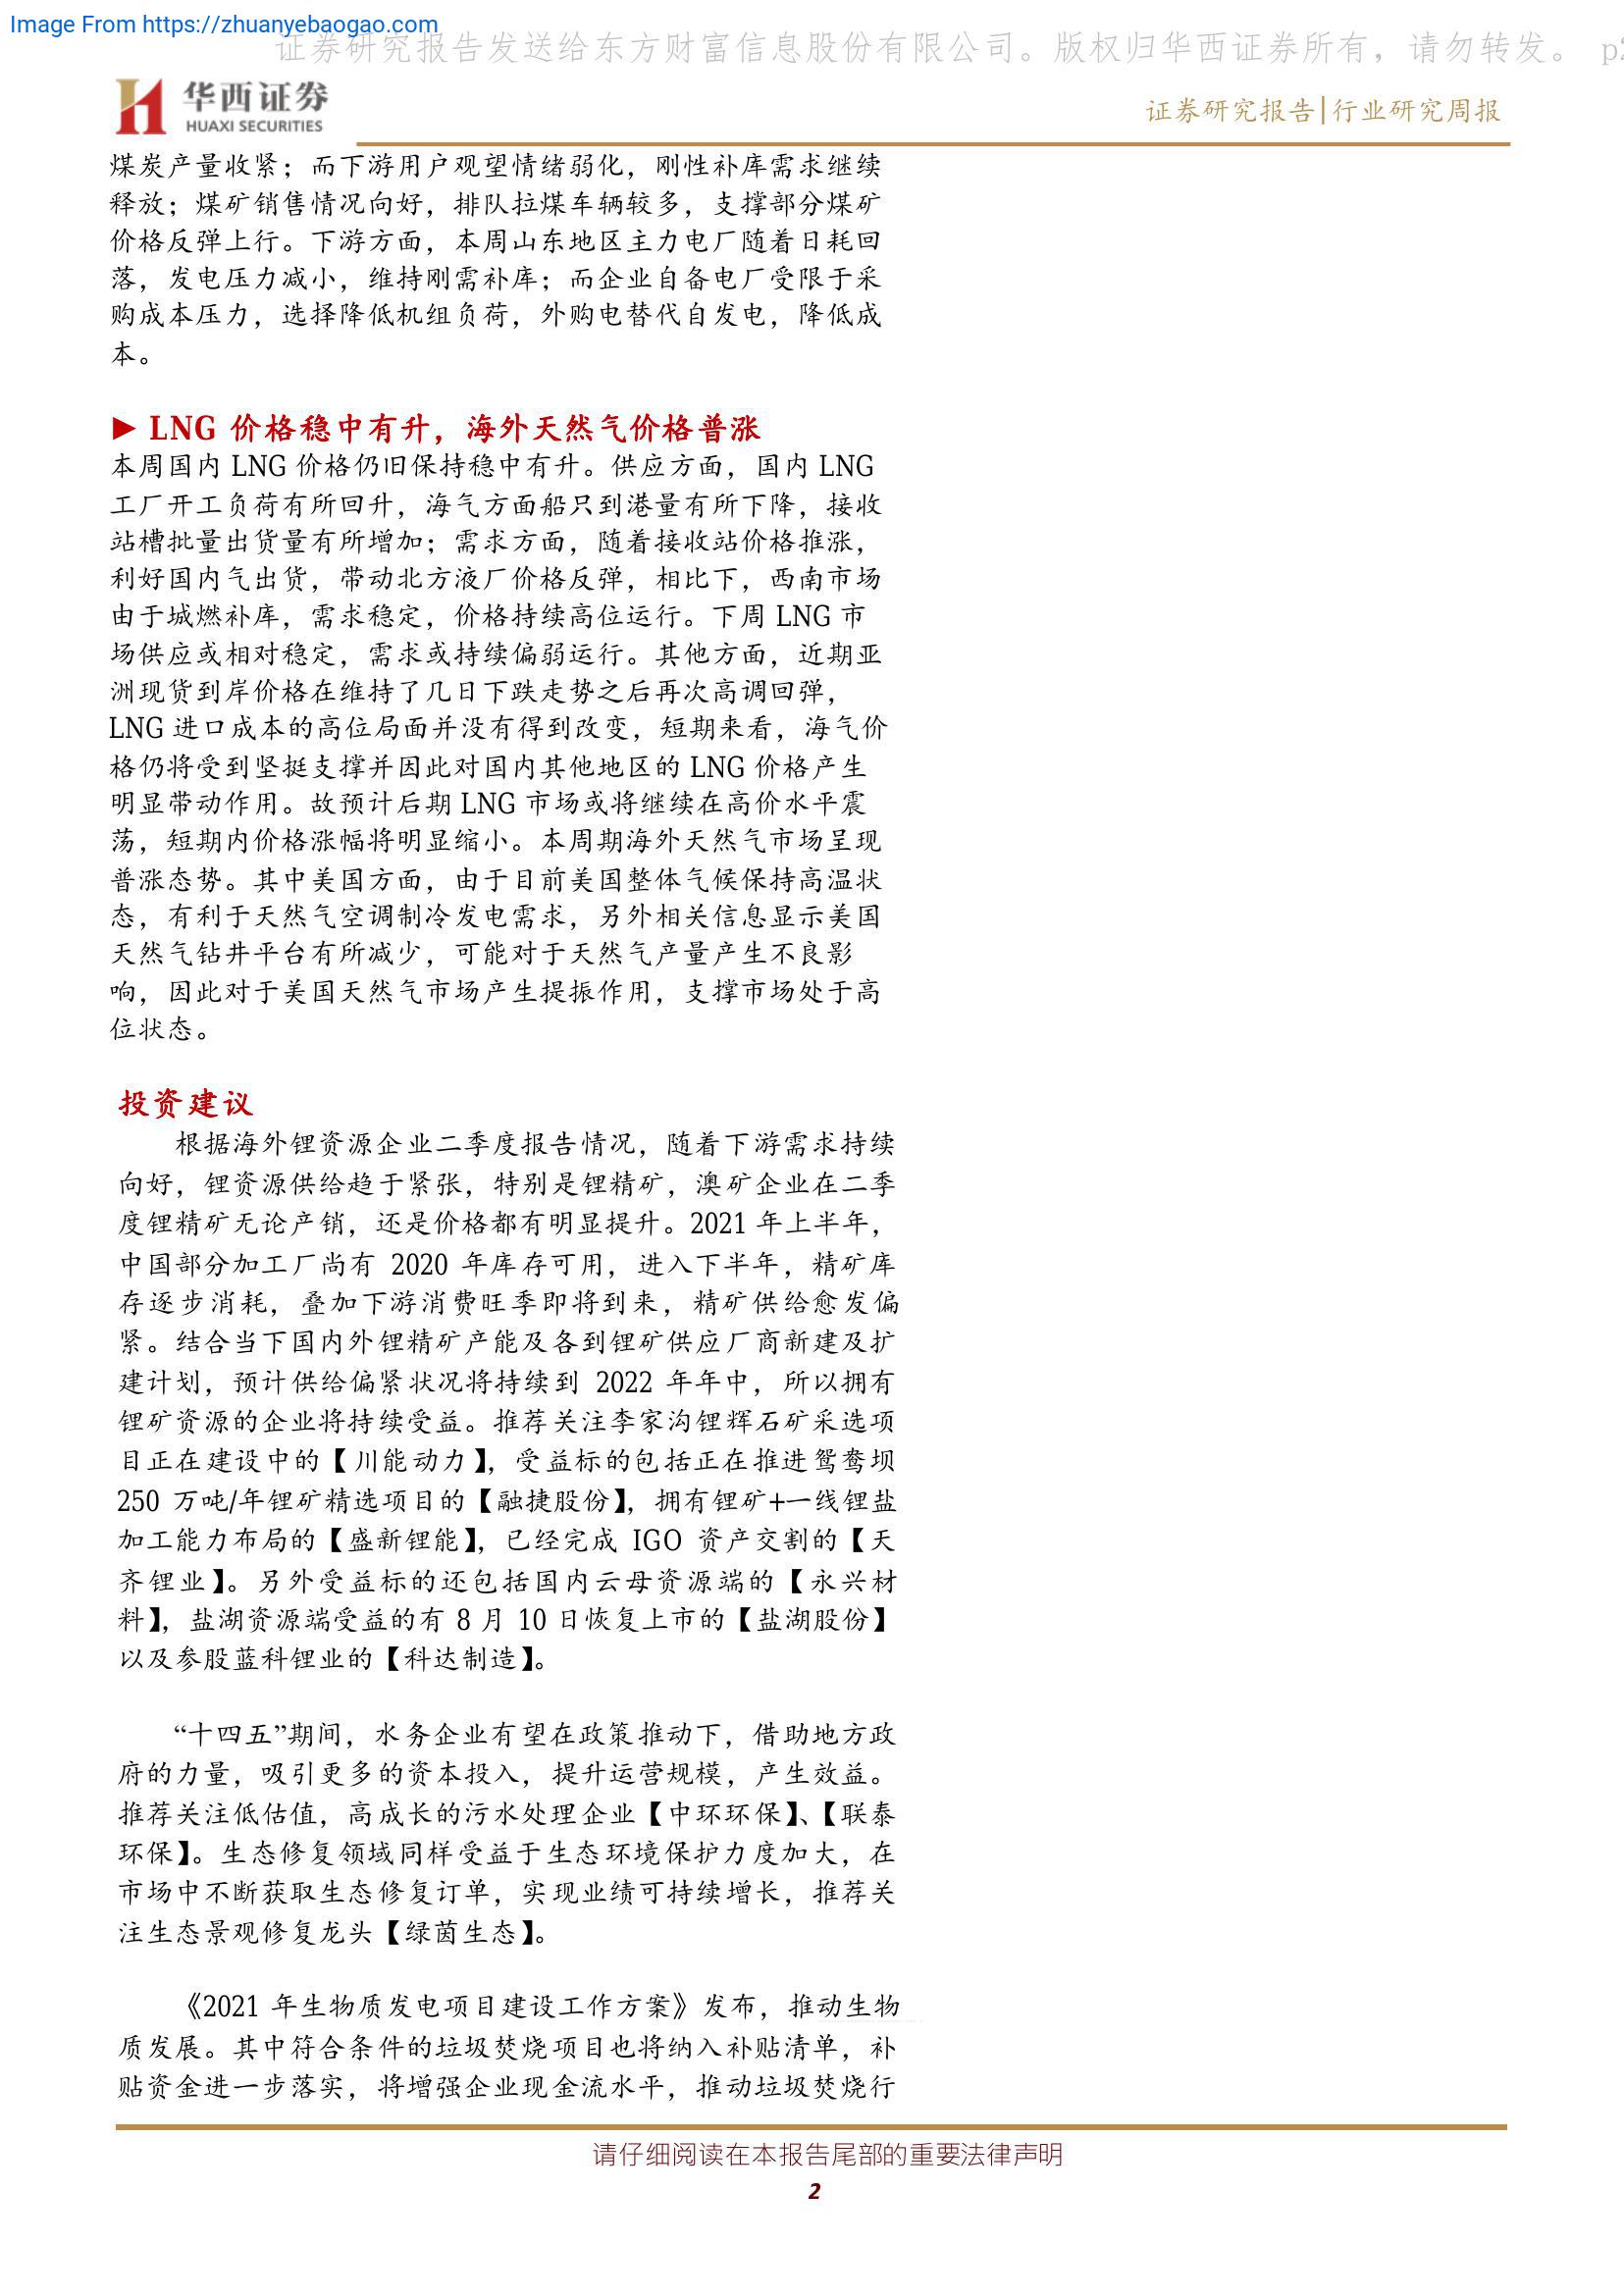 Image From https://zhuanyebaogao.com
证券研究报告发送给东方财富信息股份有限公司。版权归华西证券所有，请勿转发。 p2
华西证券
HUAXI SECURITIES
证券研究报告|行业研究周报
煤炭产量收紧；而下游用户观望情绪弱化，刚性补库需求继续
释放；煤矿销售情况向好，排队拉煤车辆较多，支撑部分煤矿
价格反弹上行。下游方面，本周山东地区主力电厂随着日耗回
落，发电压力减小，维持刚需补库；而企业自备电厂受限于采
购成本压力，选择降低机组负荷，外购电替代自发电，降低成
本。
► LNG 价格稳中有升，海外天然气价格普涨
本周国内 LNG 价格仍旧保持稳中有升。供应方面，国内 LNG
工厂开工负荷有所回升，海气方面船只到港量有所下降，接收
站槽批量出货量有所增加；需求方面，随着接收站价格推涨，
利好国内气出货，带动北方液厂价格反弹，相比下，西南市场
由于城燃补库，需求稳定，价格持续高位运行。下周 LNG 市
场供应或相对稳定，需求或持续偏弱运行。其他方面，近期亚
洲现货到岸价格在维持了几日下跌走势之后再次高调回弹，
LNG 进口成本的高位局面并没有得到改变，短期来看，海气价
格仍将受到坚挺支撑并因此对国内其他地区的 LNG 价格产生
明显带动作用。故预计后期 LNG 市场或将继续在高价水平震
荡，短期内价格涨幅将明显缩小。本周期海外天然气市场呈现
普涨态势。其中美国方面，由于目前美国整体气候保持高温状
态，有利于天然气空调制冷发电需求，另外相关信息显示美国
天然气钻井平台有所减少，可能对于天然气产量产生不良影
响，因此对于美国天然气市场产生提振作用，支撑市场处于高
位状态。
投资建议
根据海外锂资源企业二季度报告情况，随着下游需求持续
向好，锂资源供给趋于紧张，特别是锂精矿，澳矿企业在二季
度锂精矿无论产销，还是价格都有明显提升。2021 年上半年，
中国部分加工厂尚有 2020 年库存可用，进入下半年，精矿库
存逐步消耗，叠加下游消费旺季即将到来，精矿供给愈发偏
紧。结合当下国内外锂精矿产能及各到锂矿供应厂商新建及扩
建计划，预计供给偏紧状况将持续到 2022 年年中，所以拥有
锂矿资源的企业将持续受益。推荐关注李家沟锂辉石矿采选项
目正在建设中的【川能动力】，受益标的包括正在推进鸳鸯坝
250 万吨/年锂矿精选项目的【融捷股份】，拥有锂矿+一线锂盐
加工能力布局的【盛新锂能】，已经完成 IGO 资产交割的【天
齐锂业】。另外受益标的还包括国内云母资源端的【永兴材
料】，盐湖资源端受益的有 8 月 10 日恢复上市的【盐湖股份】
以及参股蓝科锂业的【科达制造】。
“十四五”期间，水务企业有望在政策推动下，借助地方政
府的力量，吸引更多的资本投入，提升运营规模，产生效益。
推荐关注低估值，高成长的污水处理企业【中环环保】、【联泰
环保】。生态修复领域同样受益于生态环境保护力度加大，在
市场中不断获取生态修复订单，实现业绩可持续增长，推荐关
注生态景观修复龙头【绿茵生态】。
《2021 年生物质发电项目建设工作方案》发布，推动生物
质发展。其中符合条件的垃圾焚烧项目也将纳入补贴清单，补
贴资金进一步落实，将增强企业现金流水平，推动垃圾焚烧行
请仔细阅读在本报告尾部的重要法律声明
2